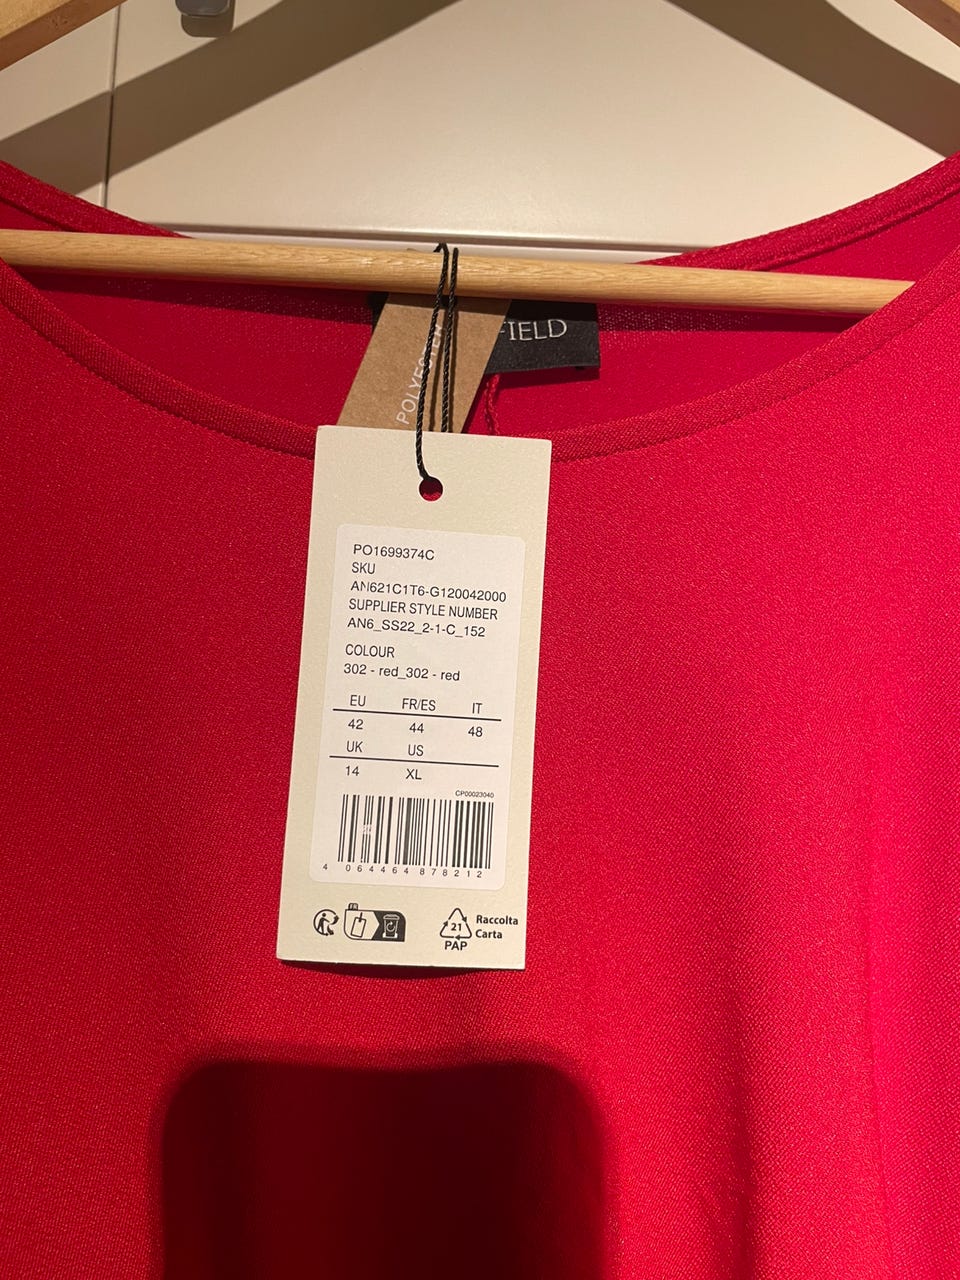 FIELD
POLYESTER
PO1699374C
SKU
AN621C1T6-G120042000
SUPPLIER STYLE NUMBER
AN6_SS22_2-1-C_152
COLOUR
302 - red_302 - red
EU FR/ES IT
42 44 48
UK US
14 XL
CP00023040
4 064464 878212
FR
21
PAP
Raccolta
Carta